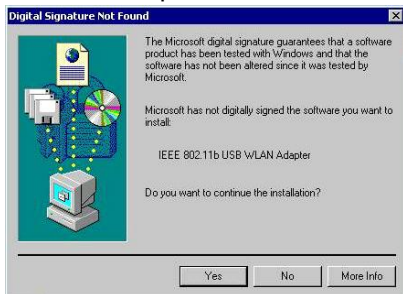 Digital Signature Not Found
The Microsoft digital signature guarantees that a software
product has been tested with Windows and that the
software has not been altered since it was tested by
Microsoft.
Microsoft has not digitally signed the software you want to
install:
IEEE 802.11b USB WLAN Adapter
Do you want to continue the installation?
Yes No More Info